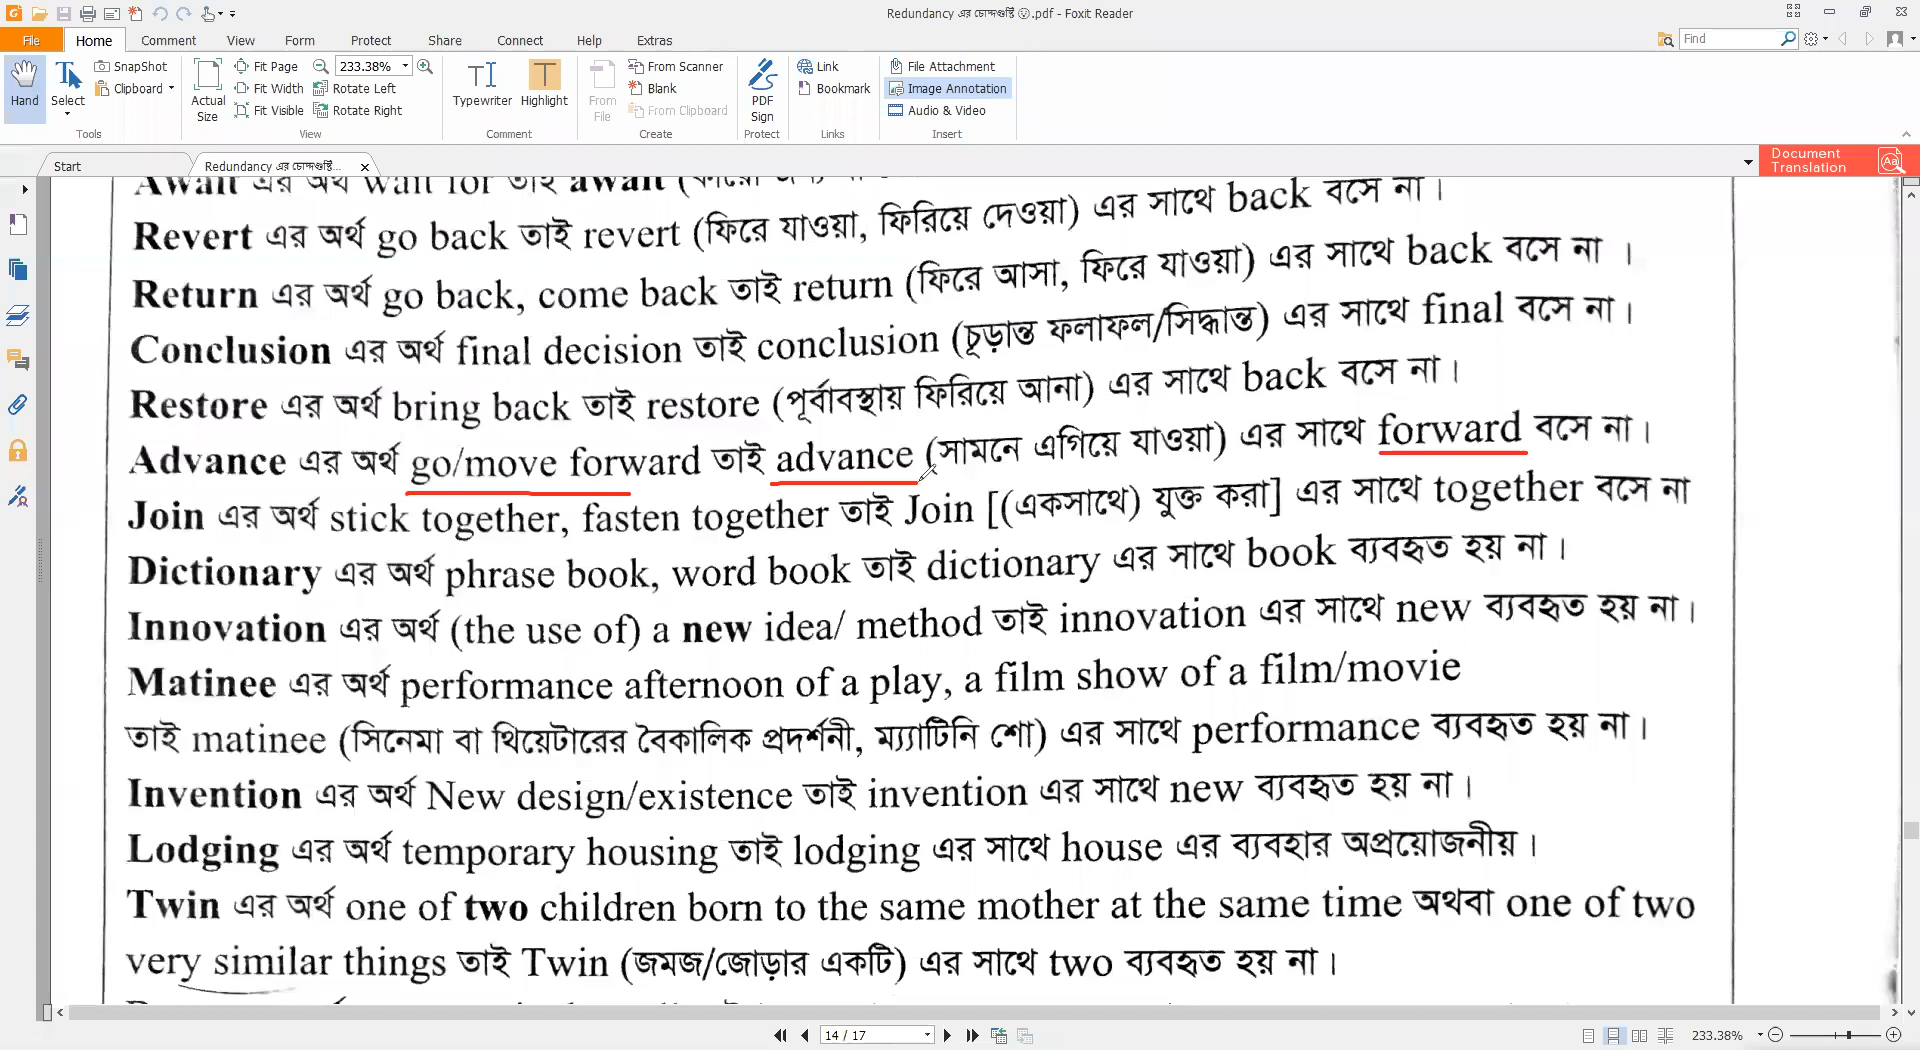 Redundancy এর চোদ্দগুষ্টি 😲.pdf - Foxit Reader
File Home Comment View Form Protect Share Connect Help Extras Find
Hand
Select
SnapShot
Clipboard
Tools
Actual Size
Fit Page
Fit Width
Fit Visible
233.38%
Rotate Left
Rotate Right
View
Typewriter
Highlight
Comment
From File
From Scanner
Blank
From Clipboard
Create
PDF Sign
Protect
Link
Bookmark
Links
File Attachment
Image Annotation
Audio & Video
Insert
Start
Redundancy এর চোদ্দগুষ্টি...
Document Translation
Await এর অর্থ wait for তাই await
Revert এর অর্থ go back তাই revert (ফিরে যাওয়া, ফিরিয়ে দেওয়া) এর সাথে back বসে না।
Return এর অর্থ go back, come back তাই return (ফিরে আসা, ফিরে যাওয়া) এর সাথে back বসে না ।
Conclusion এর অর্থ final decision তাই conclusion (চূড়ান্ত ফলাফল/সিদ্ধান্ত) এর সাথে final বসে না।
Restore এর অর্থ bring back তাই restore (পূর্বাবস্থায় ফিরিয়ে আনা) এর সাথে back বসে না।
Advance এর অর্থ go/move forward তাই advance (সামনে এগিয়ে যাওয়া) এর সাথে forward বসে না।
Join এর অর্থ stick together, fasten together তাই Join [(একসাথে) যুক্ত করা] এর সাথে together বসে না
Dictionary এর অর্থ phrase book, word book তাই dictionary এর সাথে book ব্যবহৃত হয় না।
Innovation এর অর্থ (the use of) a new idea/ method তাই innovation এর সাথে new ব্যবহৃত হয় না।
Matinee এর অর্থ performance afternoon of a play, a film show of a film/movie
তাই matinee (সিনেমা বা থিয়েটারের বৈকালিক প্রদর্শনী, ম্যাটিনি শো) এর সাথে performance ব্যবহৃত হয় না।
Invention এর অর্থ New design/existence তাই invention এর সাথে new ব্যবহৃত হয় না।
Lodging এর অর্থ temporary housing তাই lodging এর সাথে house এর ব্যবহার অপ্রয়োজনীয়।
Twin এর অর্থ one of two children born to the same mother at the same time অথবা one of two
very similar things তাই Twin (জমজ/জোড়ার একটি) এর সাথে two ব্যবহৃত হয় না।
14 / 17
233.38%